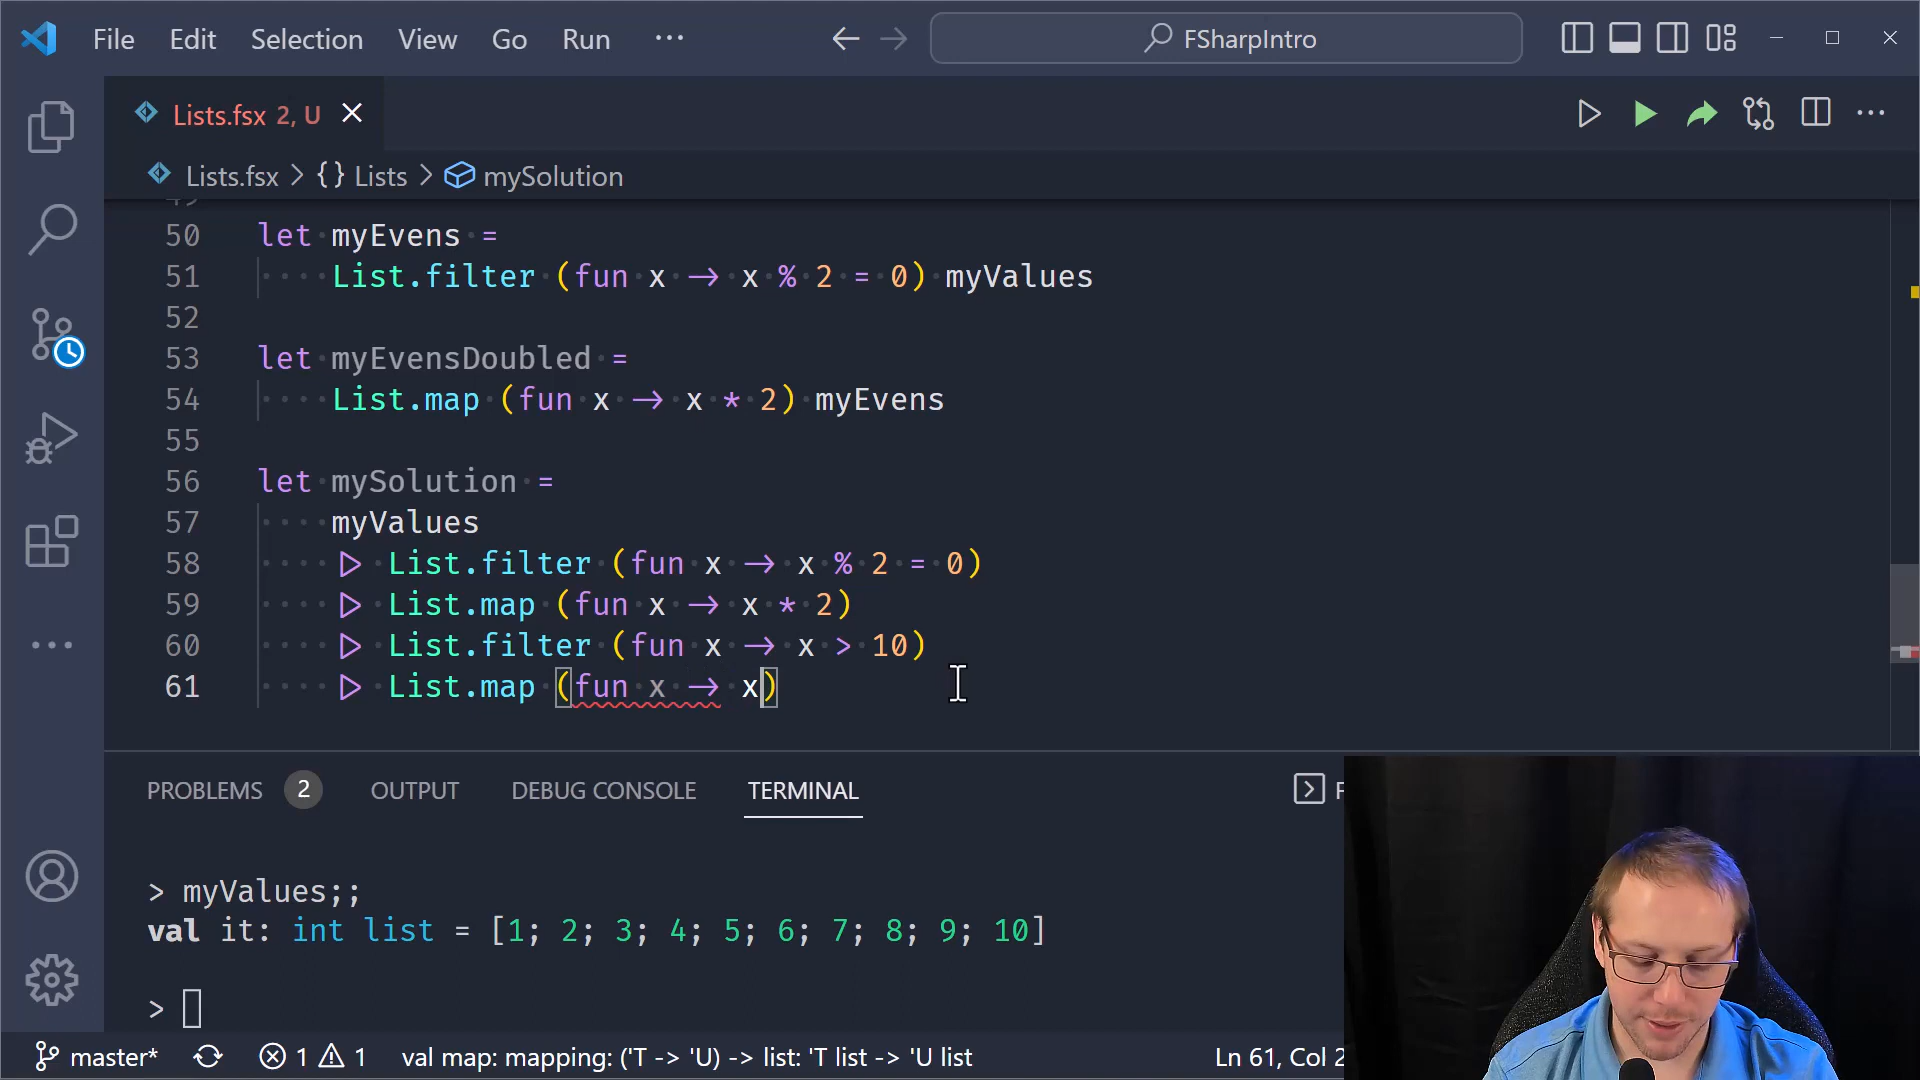 File Edit Selection View Go Run ··· FSharpIntro
Lists.fsx 2, U
Lists.fsx > {} Lists > mySolution
50 let myEvens =
51 List.filter (fun x -> x % 2 = 0) myValues
52
53 let myEvensDoubled =
54 List.map (fun x -> x * 2) myEvens
55
56 let mySolution =
57 myValues
58 |> List.filter (fun x -> x % 2 = 0)
59 |> List.map (fun x -> x * 2)
60 |> List.filter (fun x -> x > 10)
61 |> List.map (fun x -> x)
PROBLEMS 2 OUTPUT DEBUG CONSOLE TERMINAL
> myValues;;
val it: int list = [1; 2; 3; 4; 5; 6; 7; 8; 9; 10]
>
master* 1 1 val map: mapping: ('T -> 'U) -> list: 'T list -> 'U list Ln 61, Col